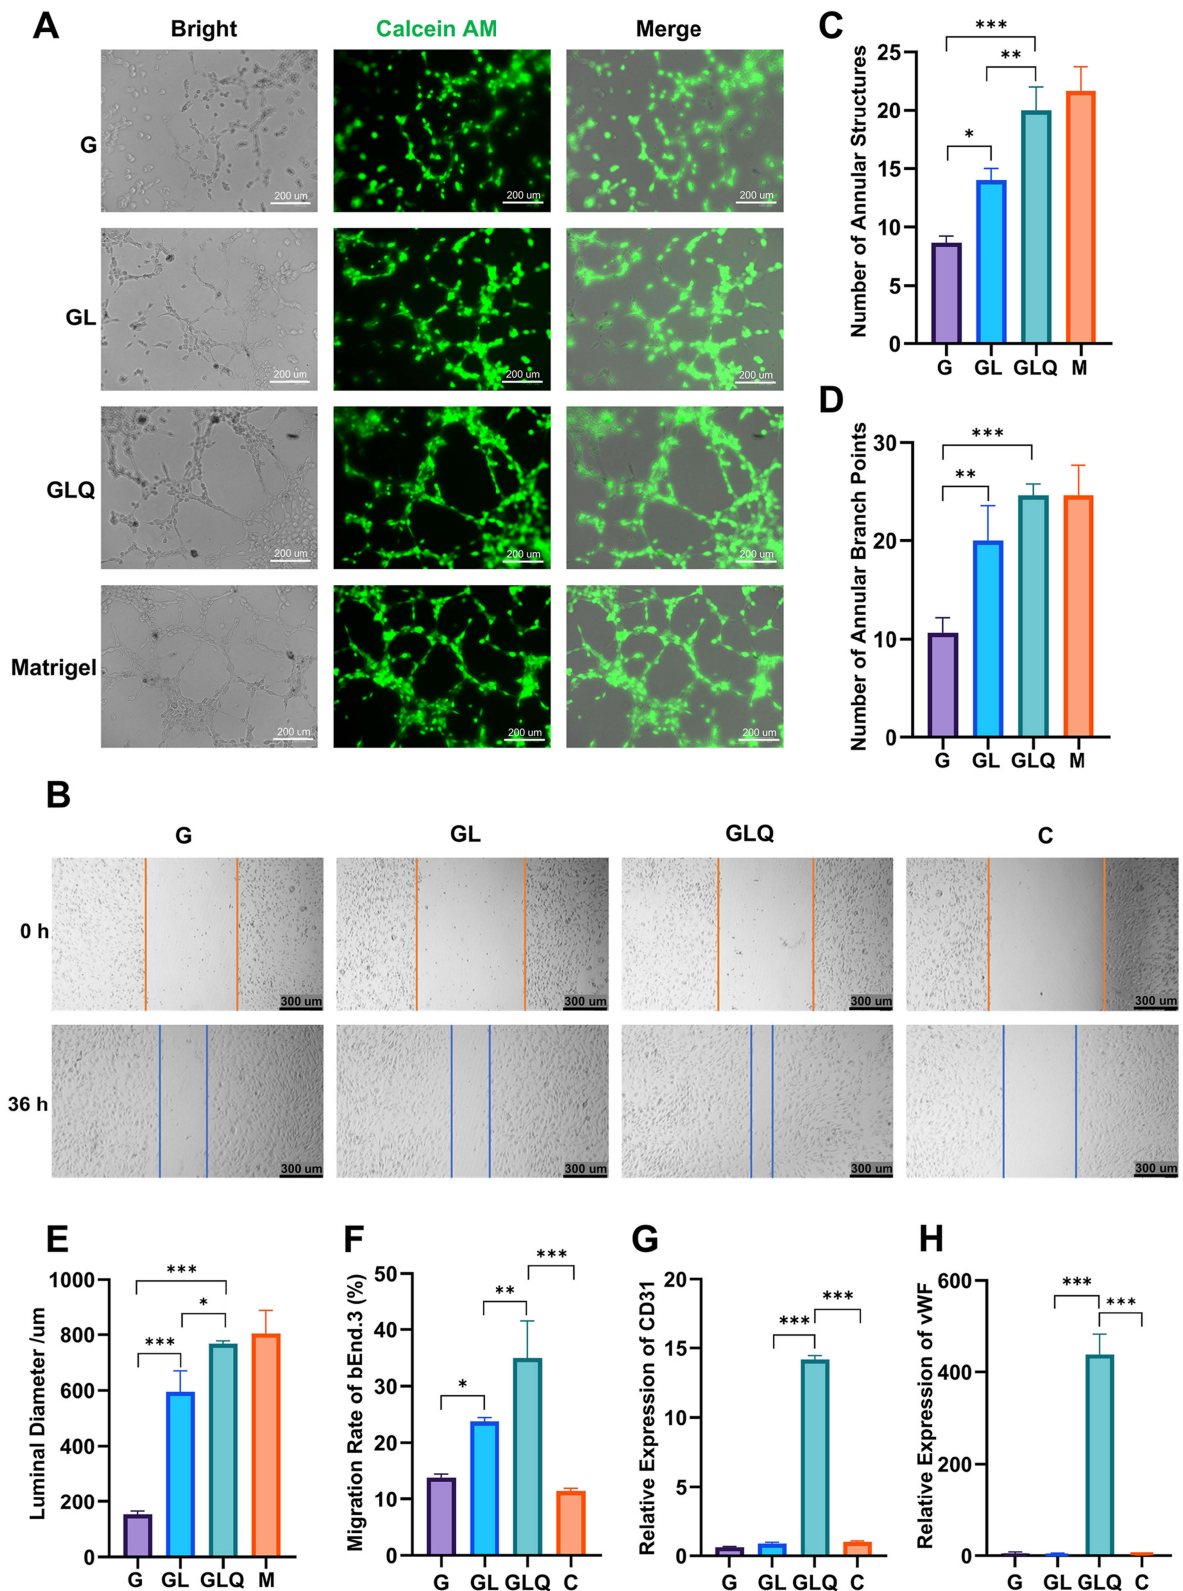 A
Bright
Calcein AM
Merge
G
200 um
200 um
200 um
GL
200 um
200 um
200 um
GLQ
200 um
200 um
200 um
Matrigel
200 um
200 um
200 um
C
Number of Annular Structures
25
20
15
10
5
0
***
**
*
G
GL
GLQ
M
D
Number of Annular Branch Points
30
20
10
0
***
**
G
GL
GLQ
M
B
G
GL
GLQ
C
0 h
300 um
300 um
300 um
300 um
36 h
300 um
300 um
300 um
300 um
E
Luminal Diameter /um
1000
800
600
400
200
0
***
*
***
G
GL
GLQ
M
F
Migration Rate of bEnd.3 (%)
50
40
30
20
10
0
***
**
*
G
GL
GLQ
C
G
Relative Expression of CD31
20
15
10
5
0
***
***
G
GL
GLQ
C
H
Relative Expression of vWF
600
400
200
0
***
***
G
GL
GLQ
C